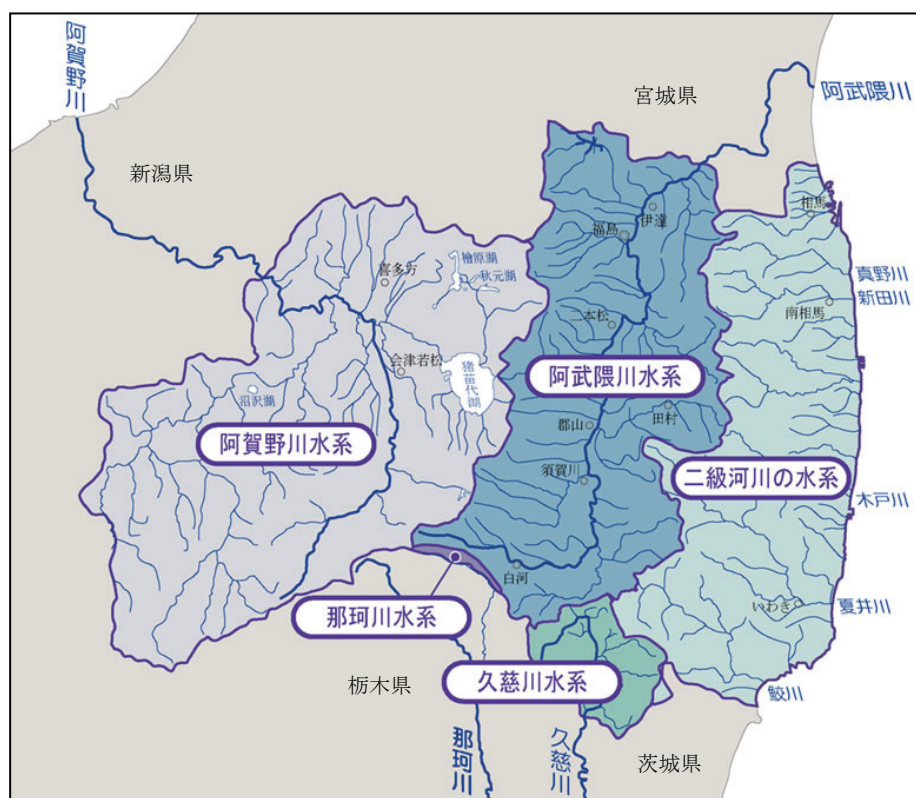 阿賀野川
宮城県
阿武隈川
新潟県
相馬
伊達
福島
檜原湖
喜多方
秋元湖
真野川
新田川
南相馬
二本松
会津若松
猪苗代湖
阿武隈川水系
沼沢湖
田村
郡山
阿賀野川水系
二級河川の水系
須賀川
木戸川
白河
那珂川水系
いわき
夏井川
栃木県
久慈川水系
鮫川
那珂川
久慈川
茨城県